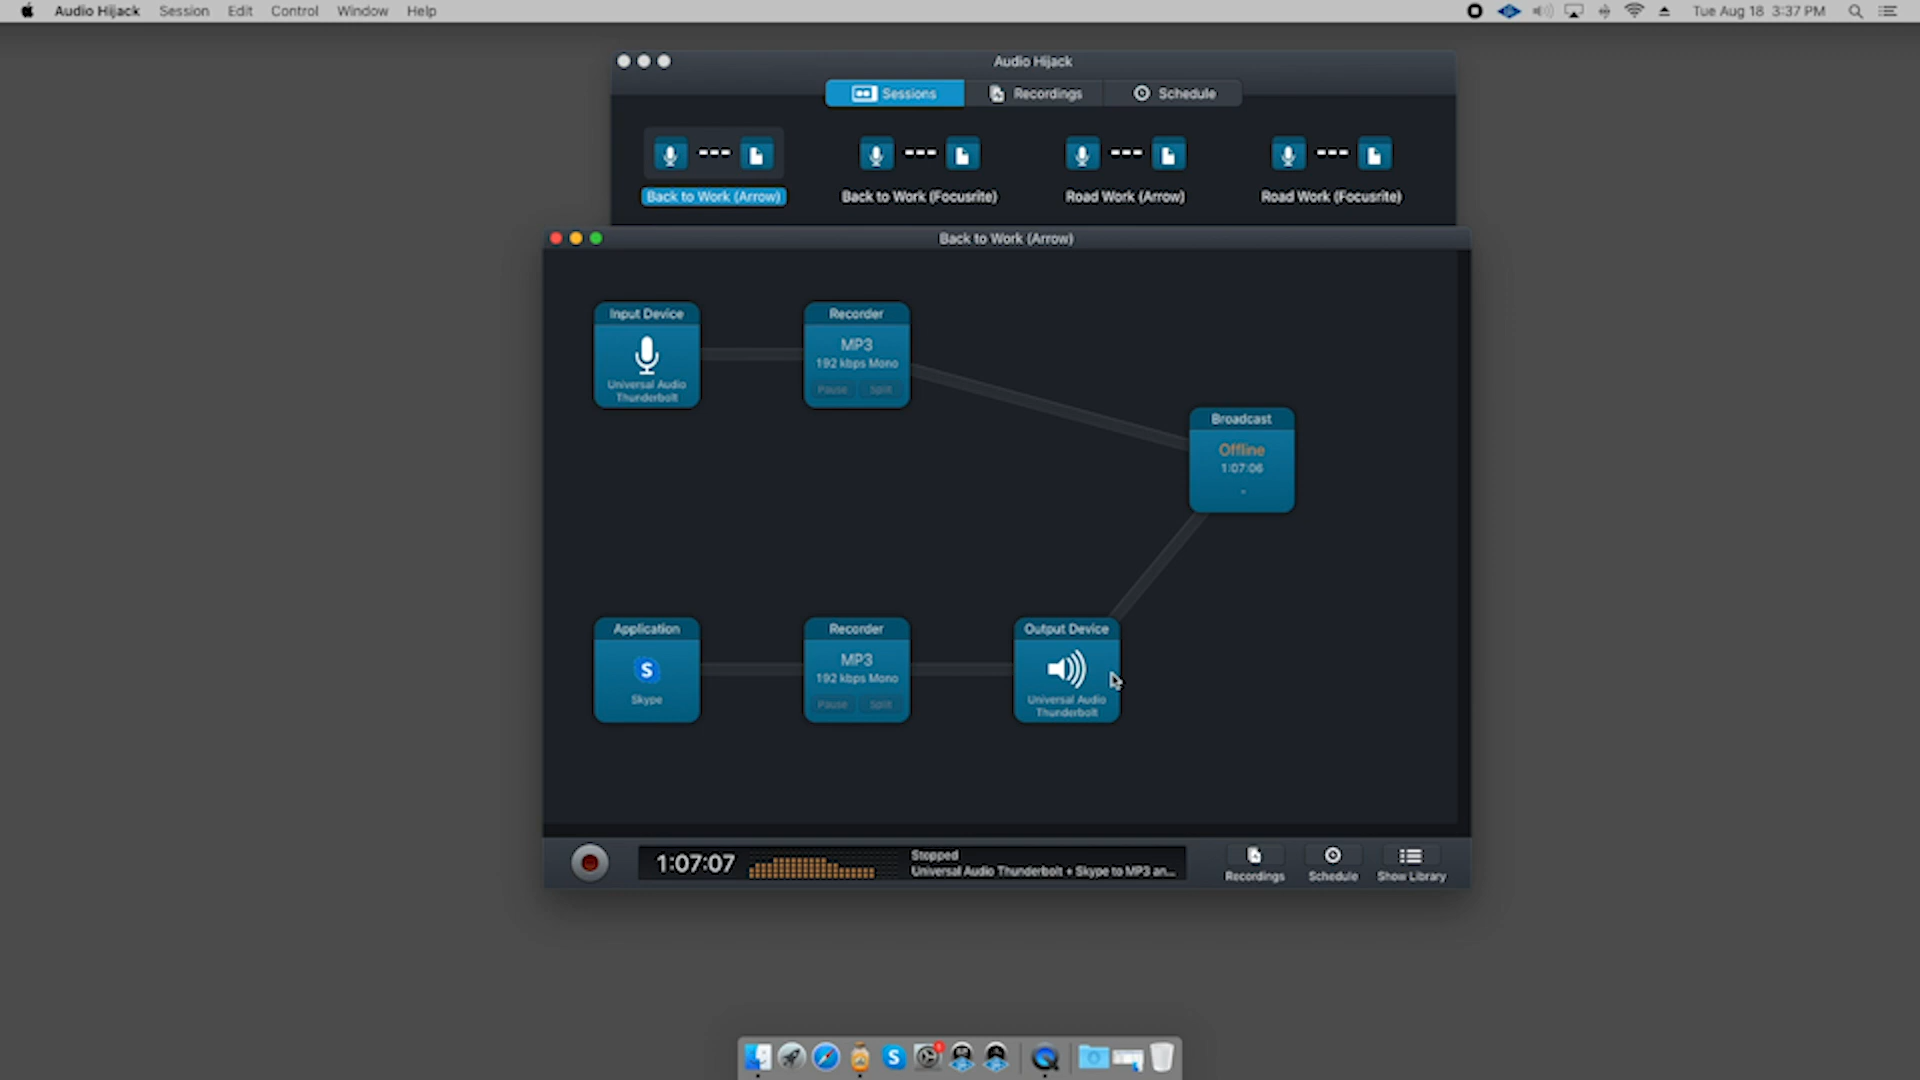 Audio Hijack Session Edit Control Window Help Tue Aug 18 3:37 PM
Audio Hijack
Sessions Recordings Schedule
Back to Work (Arrow) Back to Work (Focusrite) Road Work (Arrow) Road Work (Focusrite)
Back to Work (Arrow)
Input Device
Universal Audio
Thunderbolt
Recorder
MP3
192 kbps Mono
Pause Split
Broadcast
Offline
1:07:06
-
Application
S
Skype
Recorder
MP3
192 kbps Mono
Pause Split
Output Device
Universal Audio
Thunderbolt
1:07:07
Stopped
Universal Audio Thunderbolt + Skype to MP3 an...
Recordings Schedule Show Library
S